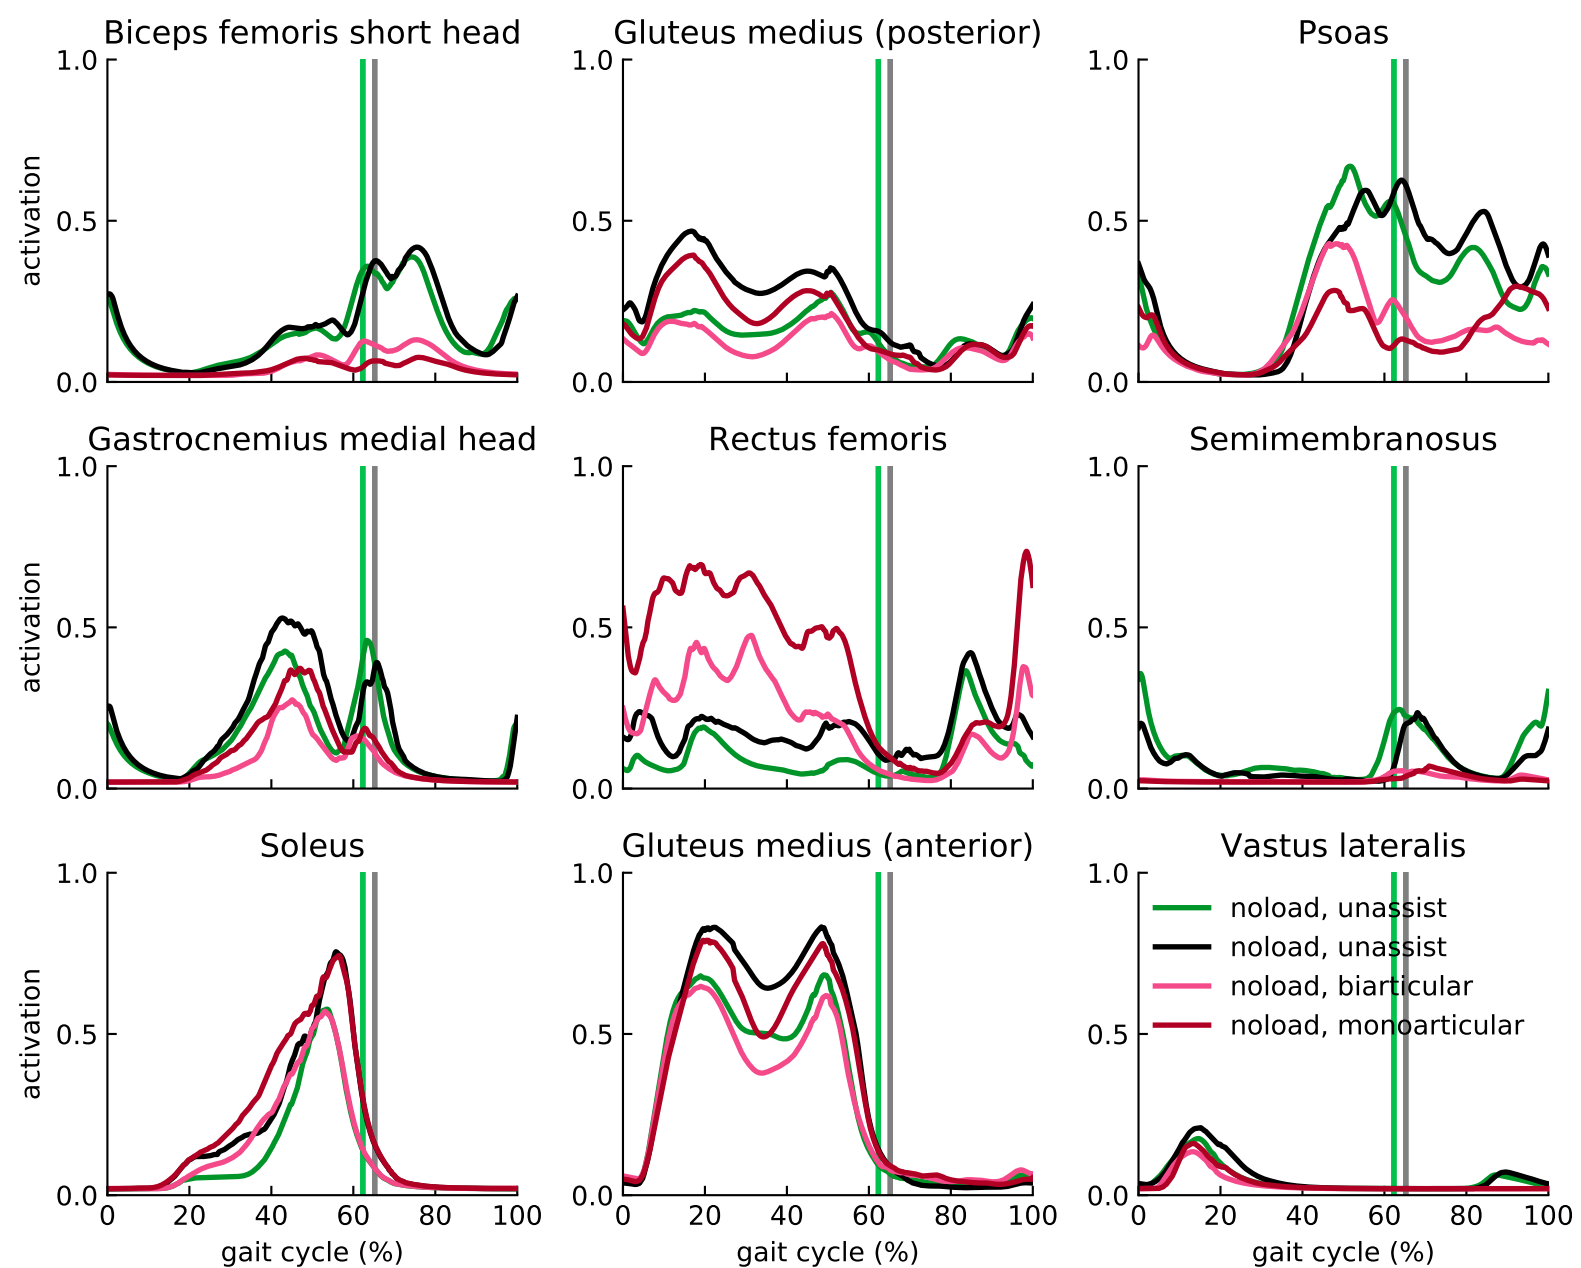 Biceps femoris short head
Gluteus medius (posterior)
Psoas
1.0
0.5
0.0
activation
1.0
0.5
0.0
1.0
0.5
0.0
Gastrocnemius medial head
Rectus femoris
Semimembranosus
1.0
0.5
0.0
activation
1.0
0.5
0.0
1.0
0.5
0.0
Soleus
Gluteus medius (anterior)
Vastus lateralis
1.0
0.5
0.0
activation
0 20 40 60 80 100
gait cycle (%)
1.0
0.5
0.0
0 20 40 60 80 100
gait cycle (%)
1.0
0.5
0.0
noload, unassist
noload, unassist
noload, biarticular
noload, monoarticular
0 20 40 60 80 100
gait cycle (%)